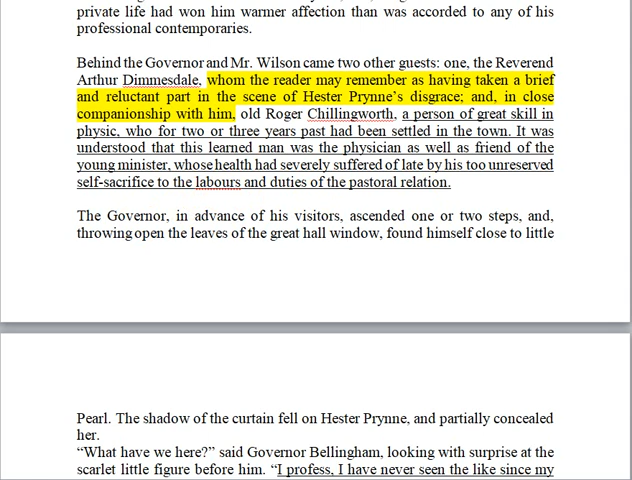 private life had won him warmer affection than was accorded to any of his
professional contemporaries.
Behind the Governor and Mr. Wilson came two other guests: one, the Reverend
Arthur Dimmesdale, whom the reader may remember as having taken a brief
and reluctant part in the scene of Hester Prynne’s disgrace; and, in close
companionship with him, old Roger Chillingworth, a person of great skill in
physic, who for two or three years past had been settled in the town. It was
understood that this learned man was the physician as well as friend of the
young minister, whose health had severely suffered of late by his too unreserved
self-sacrifice to the labours and duties of the pastoral relation.
The Governor, in advance of his visitors, ascended one or two steps, and,
throwing open the leaves of the great hall window, found himself close to little
Pearl. The shadow of the curtain fell on Hester Prynne, and partially concealed
her.
“What have we here?” said Governor Bellingham, looking with surprise at the
scarlet little figure before him. “I profess, I have never seen the like since my